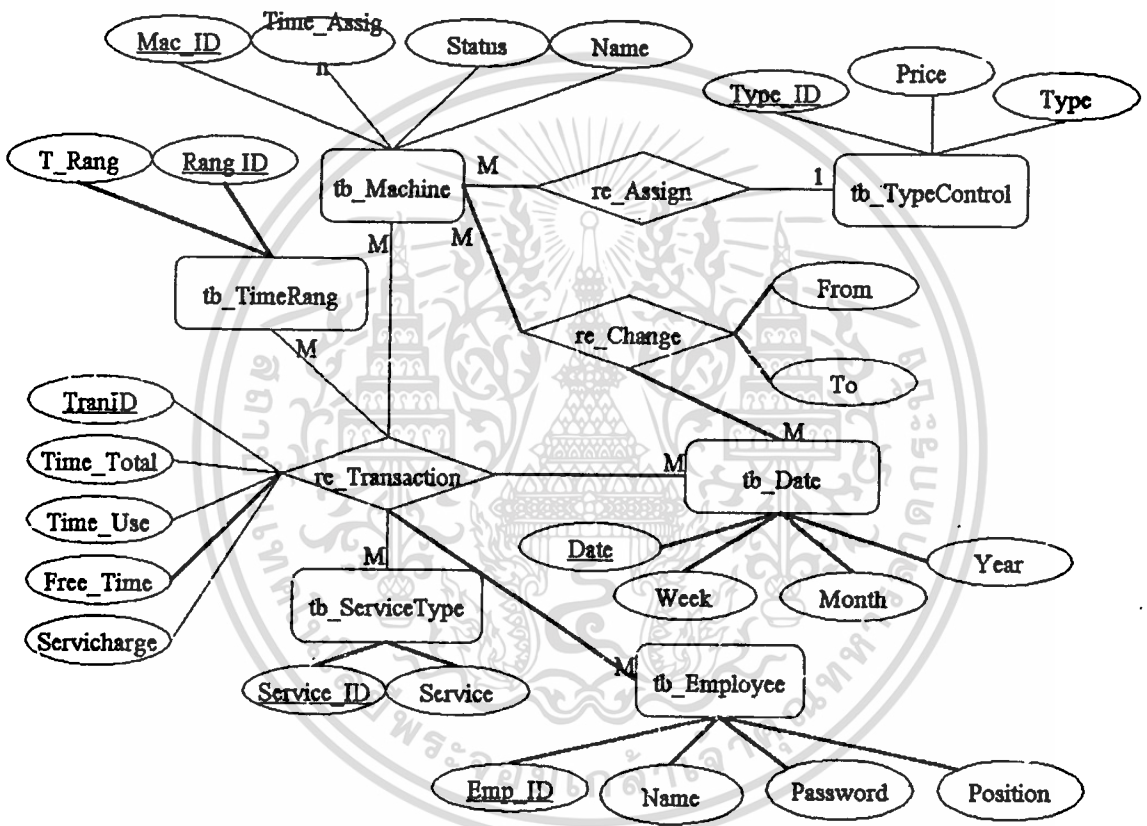 Mac_ID
Time_Assig
n
Status
Name
Type_ID
Price
Type
T_Rang
Rang ID
tb_Machine
M
re_Assign
1
tb_TypeControl
M
M
tb_TimeRang
M
From
re_Change
To
TranID
Time_Total
Time_Use
Free_Time
Servicharge
re_Transaction
M
M
tb_Date
Date
Week
Month
Year
M
tb_ServiceType
Service_ID
Service
M
tb_Employee
Emp_ID
Name
Password
Position